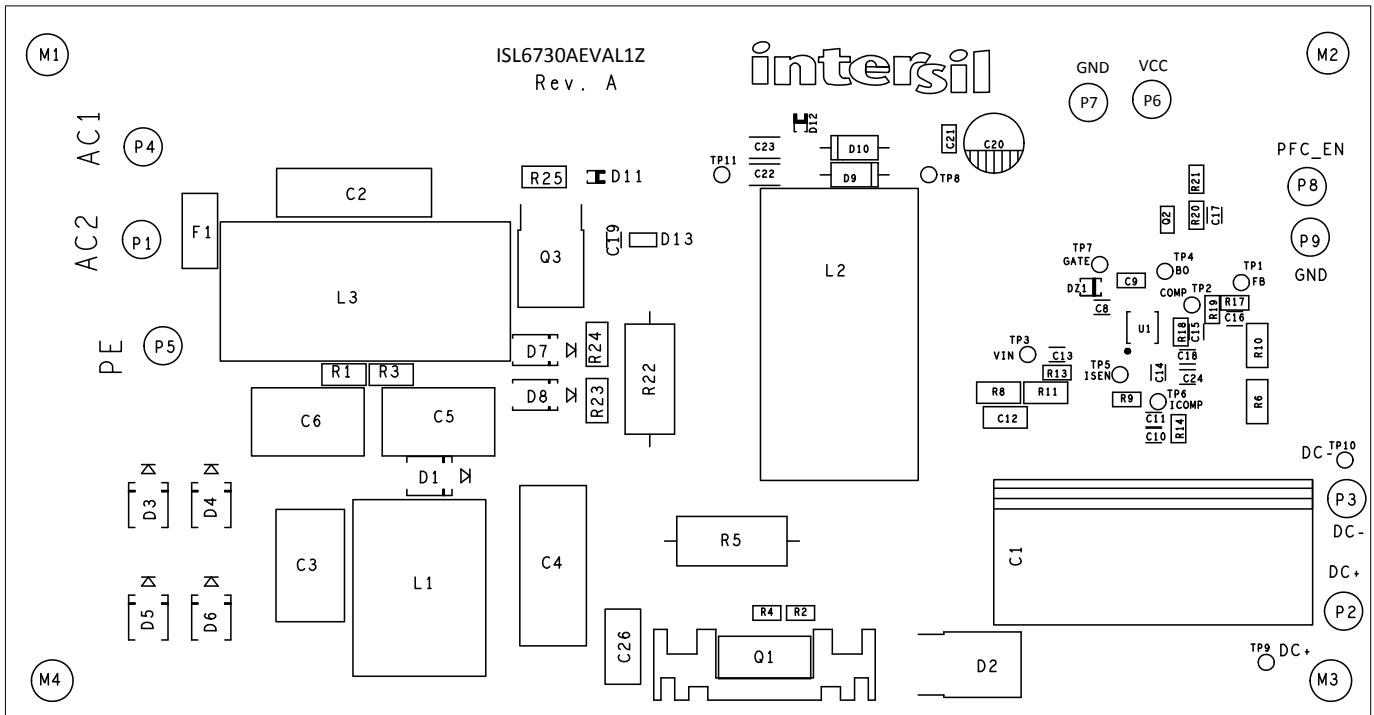 M1
ISL6730AEVAL1Z
Rev. A
intersil
GND
VCC
P7
P6
M2
AC1
P4
D12
C23
C22
D10
D9
C21
C20
TP11
TP8
PFC_EN
P8
R21
R20
C17
Q2
P9
GND
C2
R25
D11
AC2
P1
F1
L3
Q3
C19
D13
L2
TP7
GATE
TP4
BO
TP1
FB
DZ1
C9
C8
COMP
TP2
R19
R17
C16
U1
R18
C15
R10
PE
P5
D7
R24
D8
R23
R22
TP3
VIN
C13
R13
TP5
ISEN
C14
C18
C24
R1
R3
R8
R11
C12
R9
TP6
ICOMP
C11
C10
R14
R6
C6
C5
D1
TP10
DC-
P3
DC-
D3
D4
C3
L1
C4
R5
C1
DC+
P2
D5
D6
C26
R4
R2
Q1
D2
TP9
DC+
M4
M3